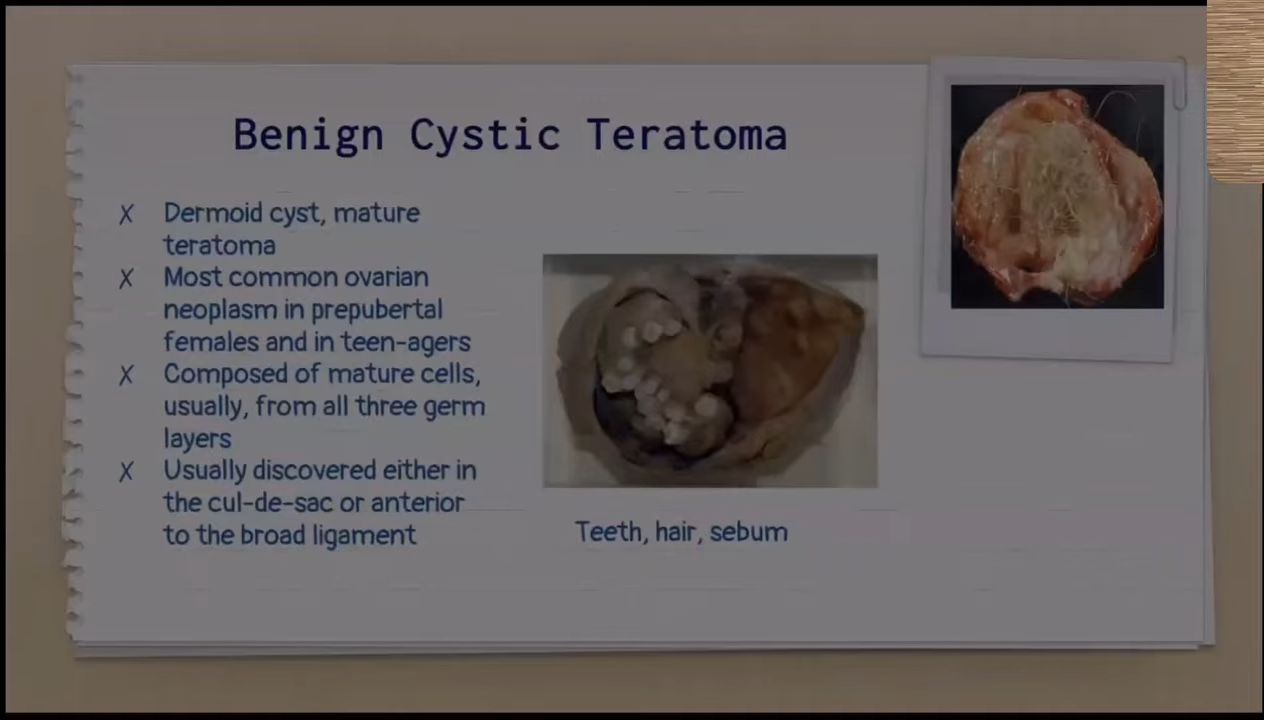 Benign Cystic Teratoma
X Dermoid cyst, mature
teratoma
X Most common ovarian
neoplasm in prepubertal
females and in teen-agers
X Composed of mature cells,
usually, from all three germ
layers
X Usually discovered either in
the cul-de-sac or anterior
to the broad ligament
Teeth, hair, sebum